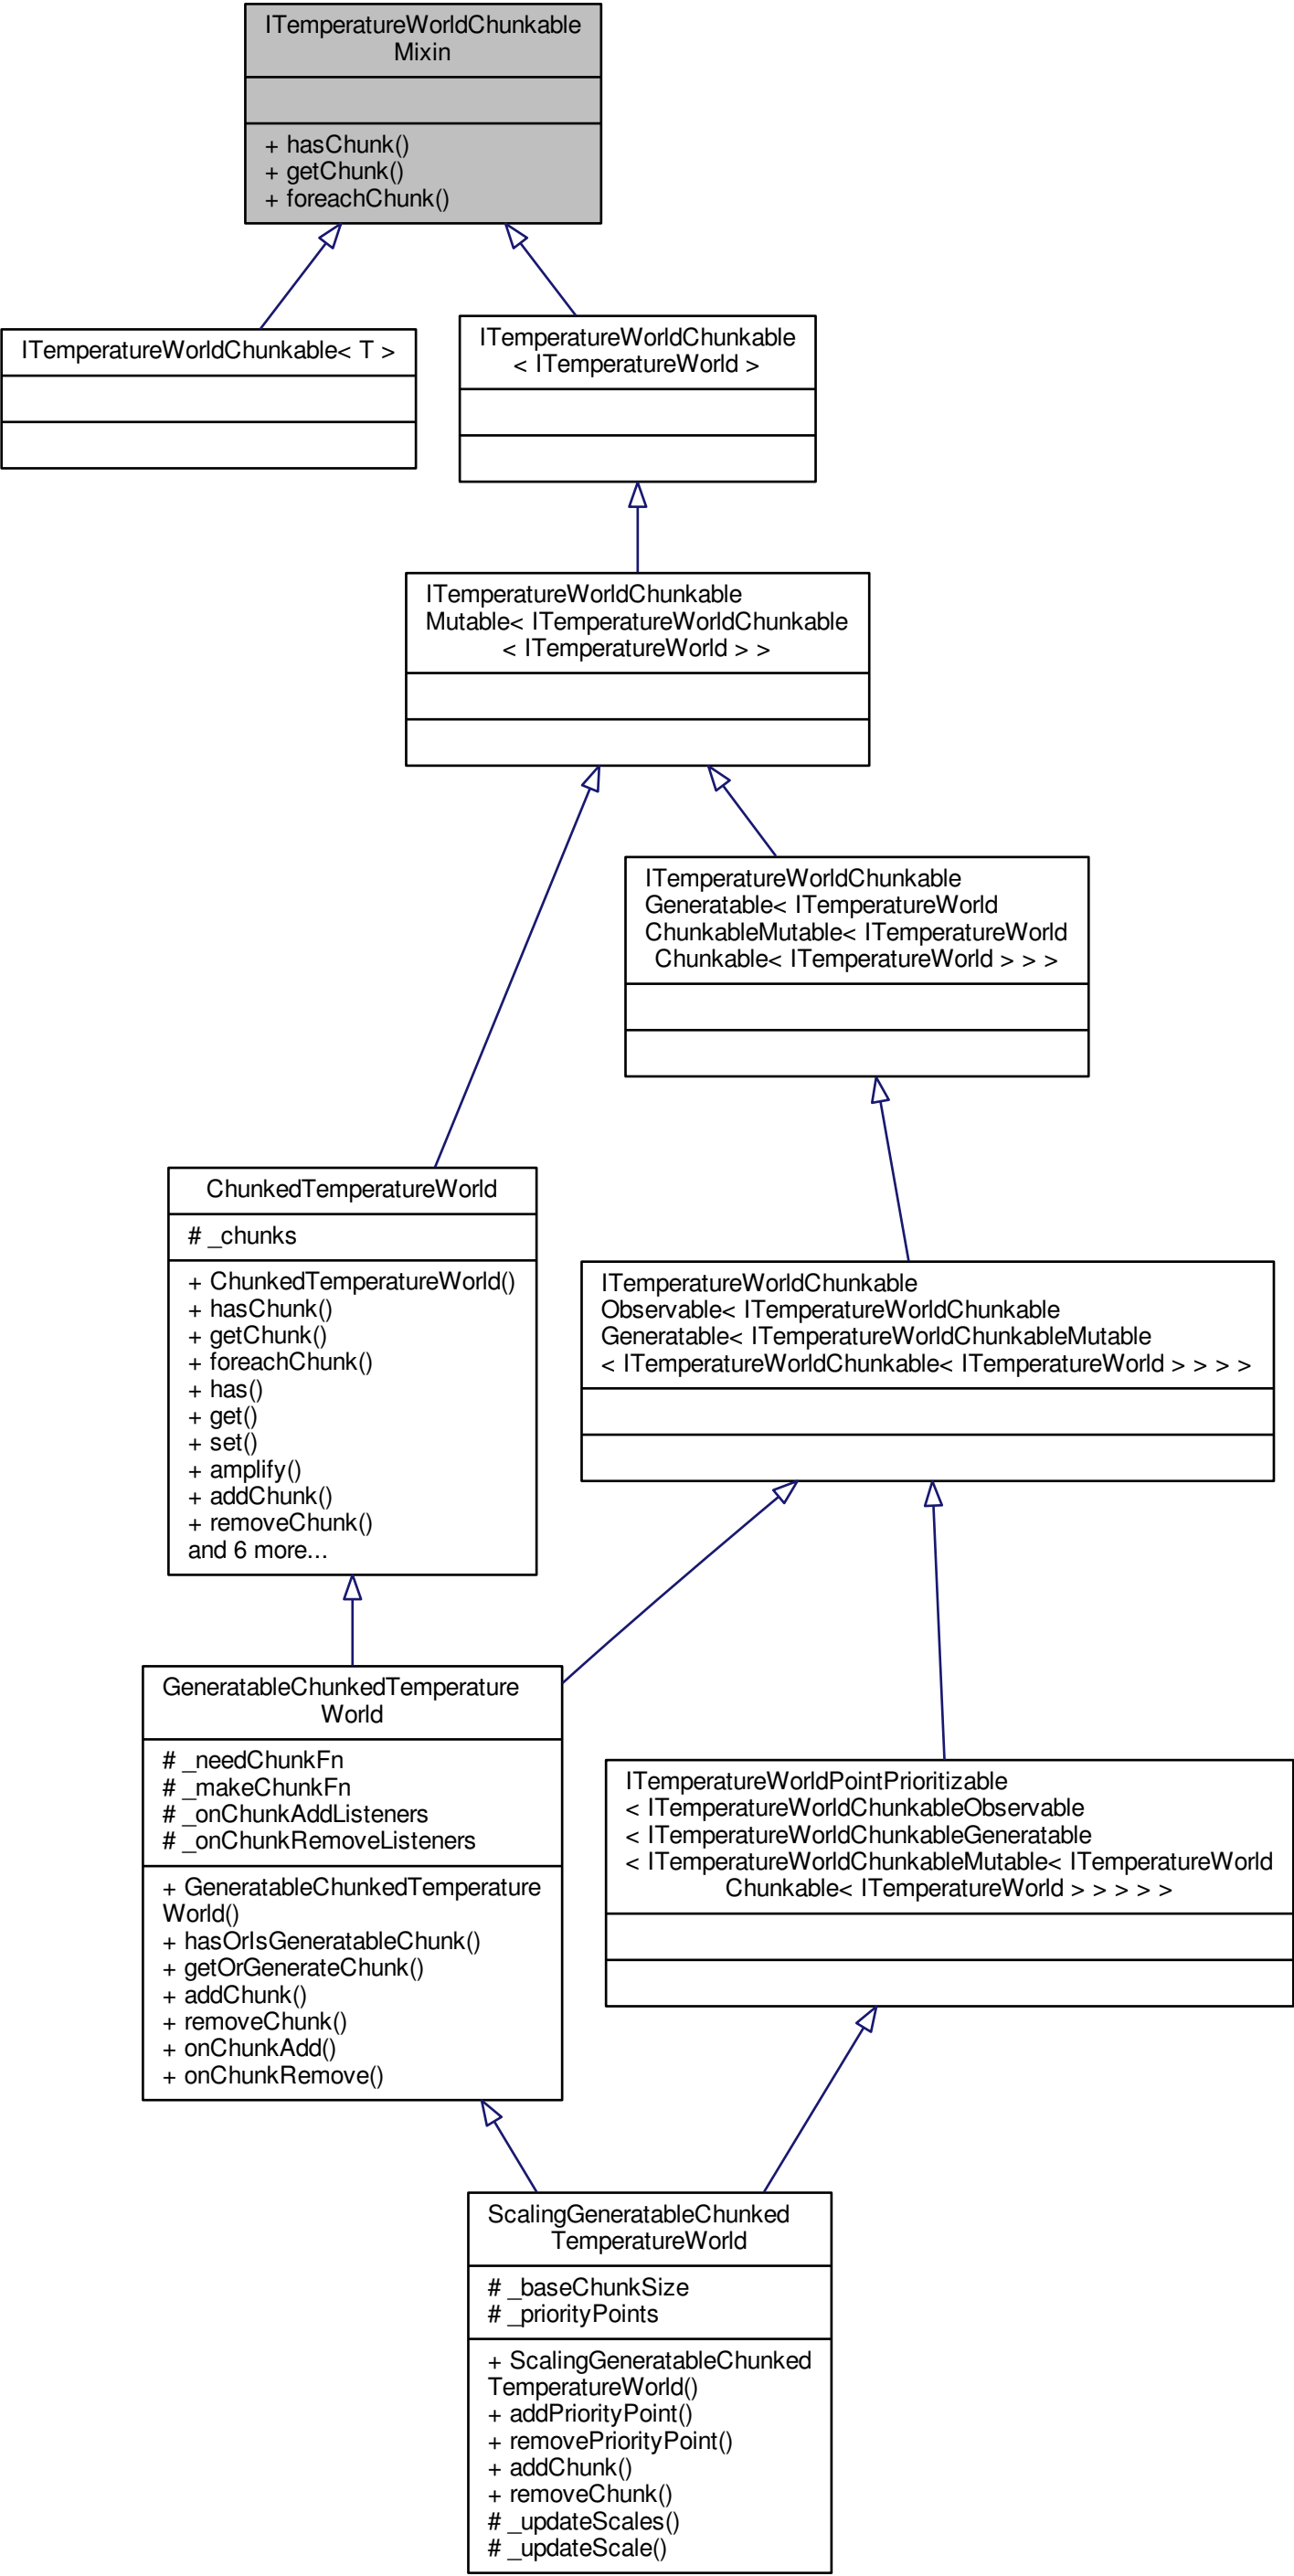 ITemperatureWorldChunkable
Mixin
+ hasChunk()
+ getChunk()
+ foreachChunk()
ITemperatureWorldChunkable< T >
ITemperatureWorldChunkable
< ITemperatureWorld >
ITemperatureWorldChunkable
Mutable< ITemperatureWorldChunkable
< ITemperatureWorld > >
ITemperatureWorldChunkable
Generatable< ITemperatureWorld
ChunkableMutable< ITemperatureWorld
Chunkable< ITemperatureWorld > > >
ChunkedTemperatureWorld
# _chunks
+ ChunkedTemperatureWorld()
+ hasChunk()
+ getChunk()
+ foreachChunk()
+ has()
+ get()
+ set()
+ amplify()
+ addChunk()
+ removeChunk()
and 6 more...
ITemperatureWorldChunkable
Observable< ITemperatureWorldChunkable
Generatable< ITemperatureWorldChunkableMutable
< ITemperatureWorldChunkable< ITemperatureWorld > > > >
GeneratableChunkedTemperature
World
# _needChunkFn
# _makeChunkFn
# _onChunkAddListeners
# _onChunkRemoveListeners
+ GeneratableChunkedTemperature
World()
+ hasOrIsGeneratableChunk()
+ getOrGenerateChunk()
+ addChunk()
+ removeChunk()
+ onChunkAdd()
+ onChunkRemove()
ITemperatureWorldPointPrioritizable
< ITemperatureWorldChunkableObservable
< ITemperatureWorldChunkableGeneratable
< ITemperatureWorldChunkableMutable< ITemperatureWorld
Chunkable< ITemperatureWorld > > > > >
ScalingGeneratableChunked
TemperatureWorld
# _baseChunkSize
# _priorityPoints
+ ScalingGeneratableChunked
TemperatureWorld()
+ addPriorityPoint()
+ removePriorityPoint()
+ addChunk()
+ removeChunk()
# _updateScales()
# _updateScale()